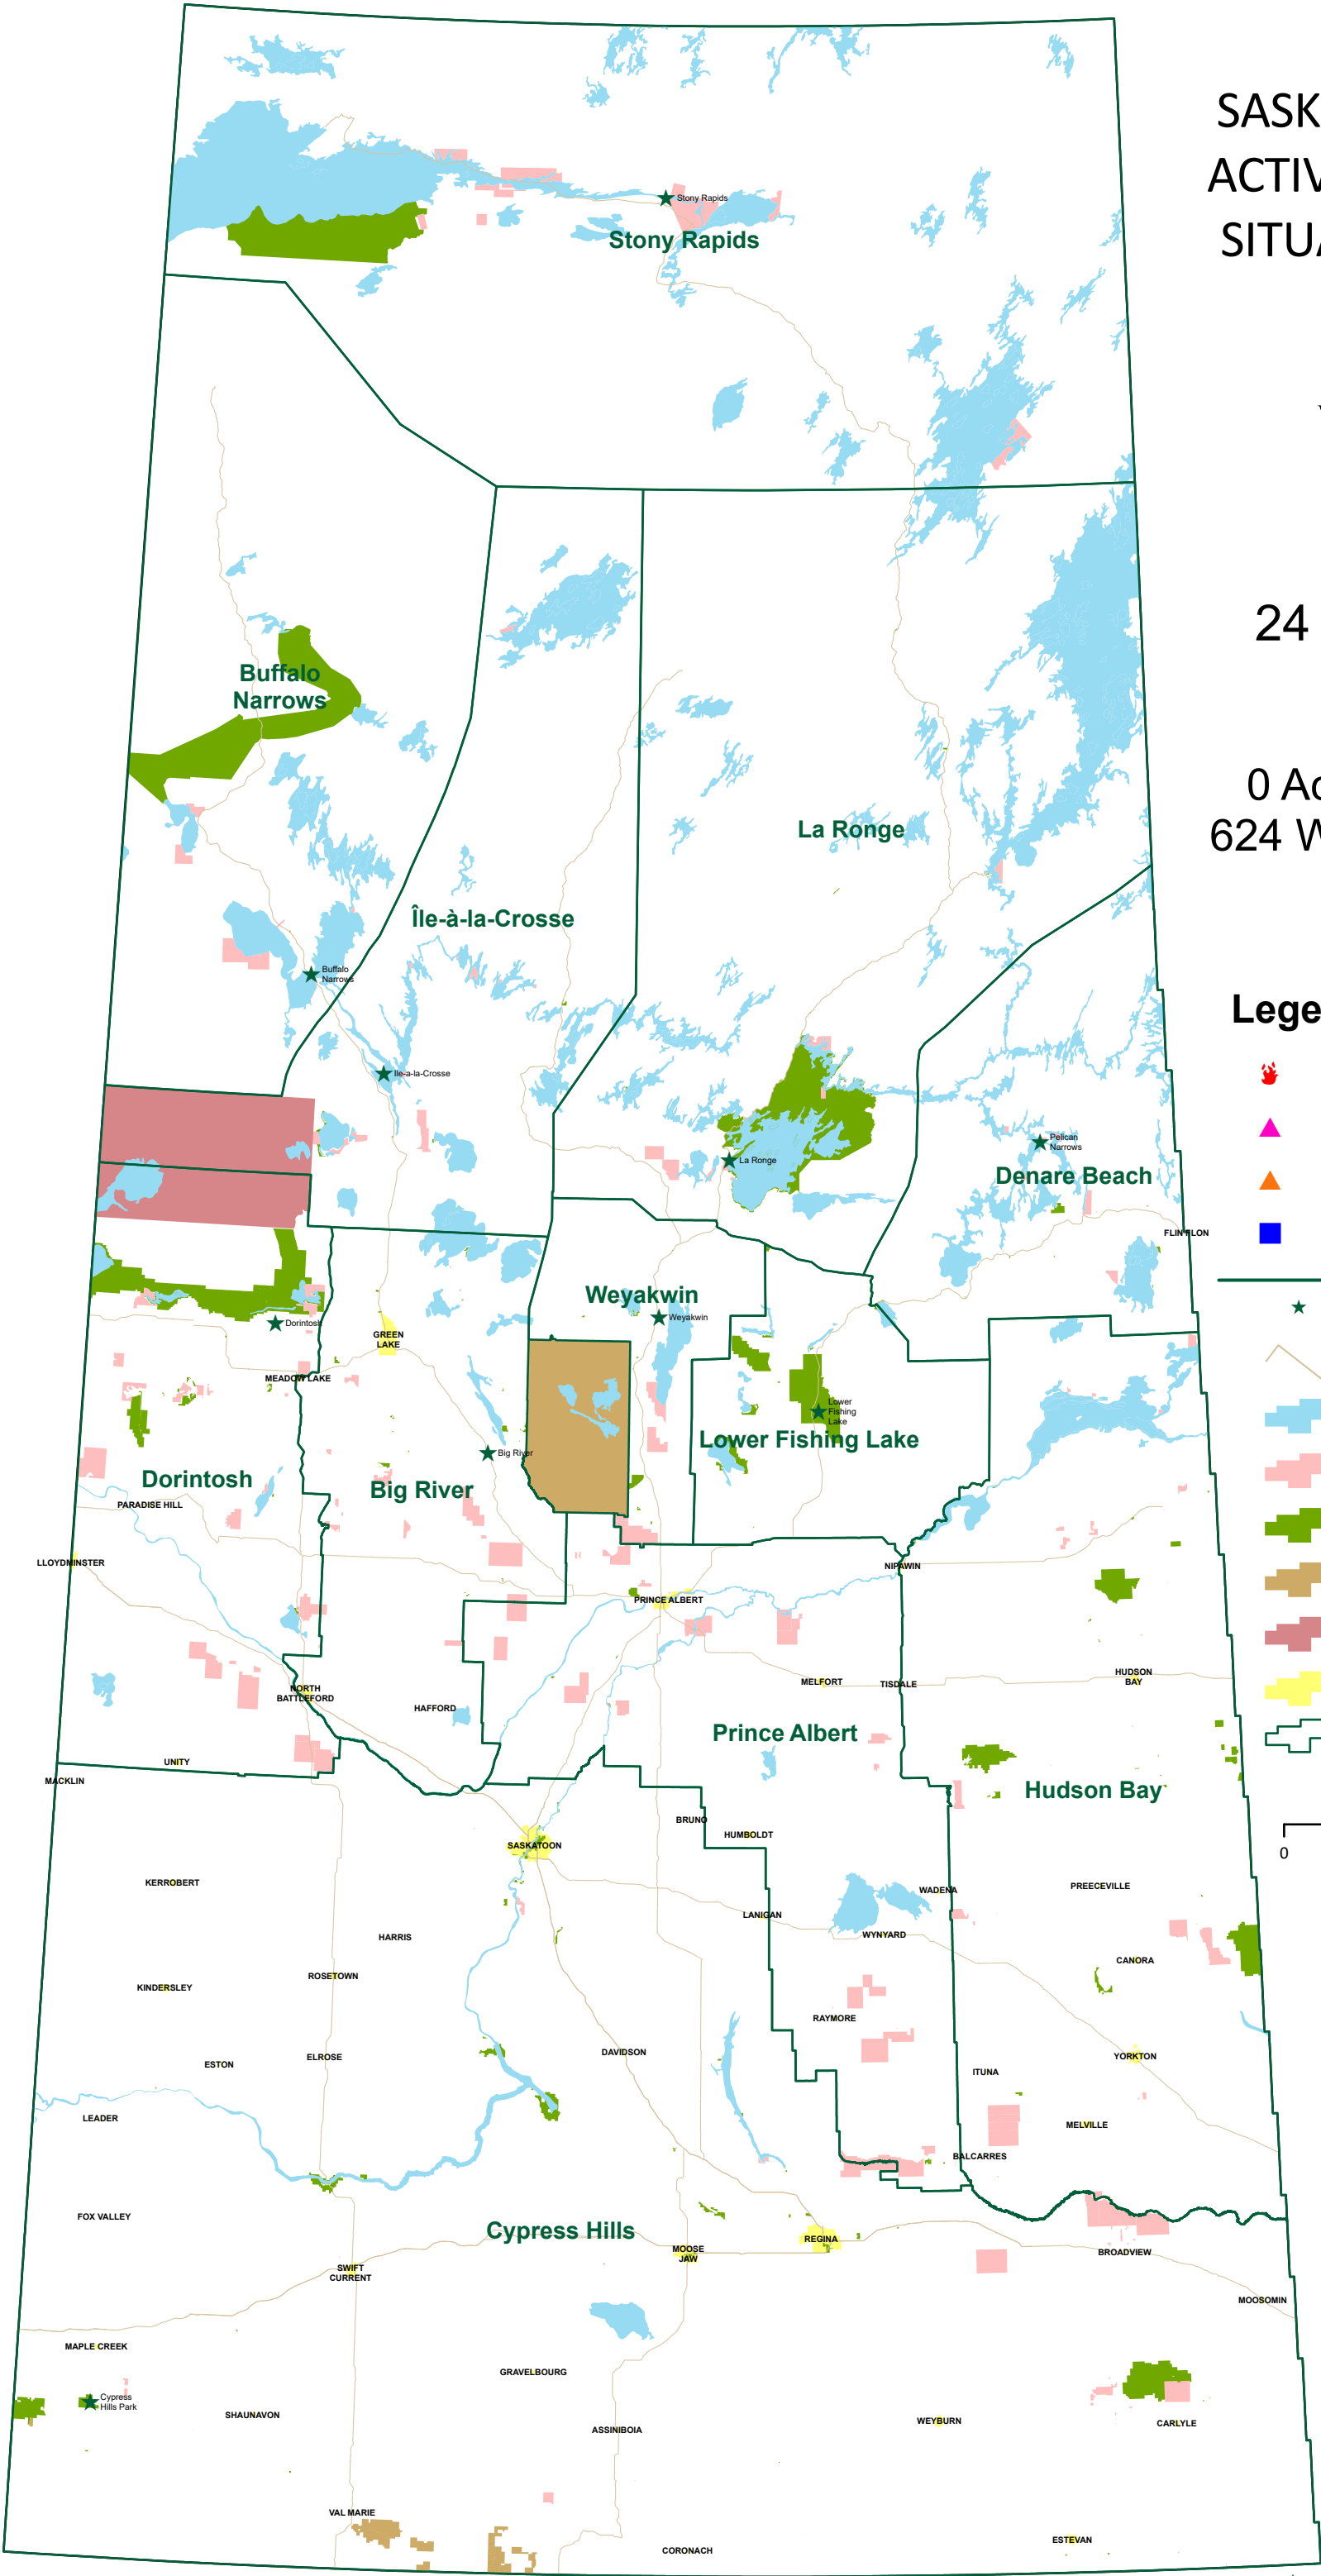 SASK
ACTIV
SITUA
Stony Rapids
Stony Rapids
24
Buffalo
Narrows
0 Ac
624 W
La Ronge
Île-à-la-Crosse
Buffalo
Narrows
Lege
Ile-a-la-Crosse
Pelican
Narrows
La Ronge
Denare Beach
FLIN FLON
Weyakwin
Weyakwin
Dorintosh
GREEN
LAKE
MEADOW LAKE
Lower
Fishing
Lake
Lower Fishing Lake
Big River
Dorintosh
Big River
PARADISE HILL
LLOYDMINSTER
NIPAWIN
PRINCE ALBERT
HUDSON
BAY
MELFORT
TISDALE
NORTH
BATTLEFORD
HAFFORD
Prince Albert
UNITY
MACKLIN
Hudson Bay
BRUNO
HUMBOLDT
SASKATOON
0
KERROBERT
PREECEVILLE
WADENA
LANIGAN
WYNYARD
HARRIS
CANORA
ROSETOWN
KINDERSLEY
RAYMORE
DAVIDSON
YORKTON
ELROSE
ESTON
ITUNA
LEADER
MELVILLE
BALCARRES
FOX VALLEY
Cypress Hills
REGINA
MOOSE
JAW
BROADVIEW
SWIFT
CURRENT
MOOSOMIN
MAPLE CREEK
GRAVELBOURG
Cypress
Hills Park
SHAUNAVON
WEYBURN
CARLYLE
ASSINIBOIA
VAL MARIE
ESTEVAN
CORONACH